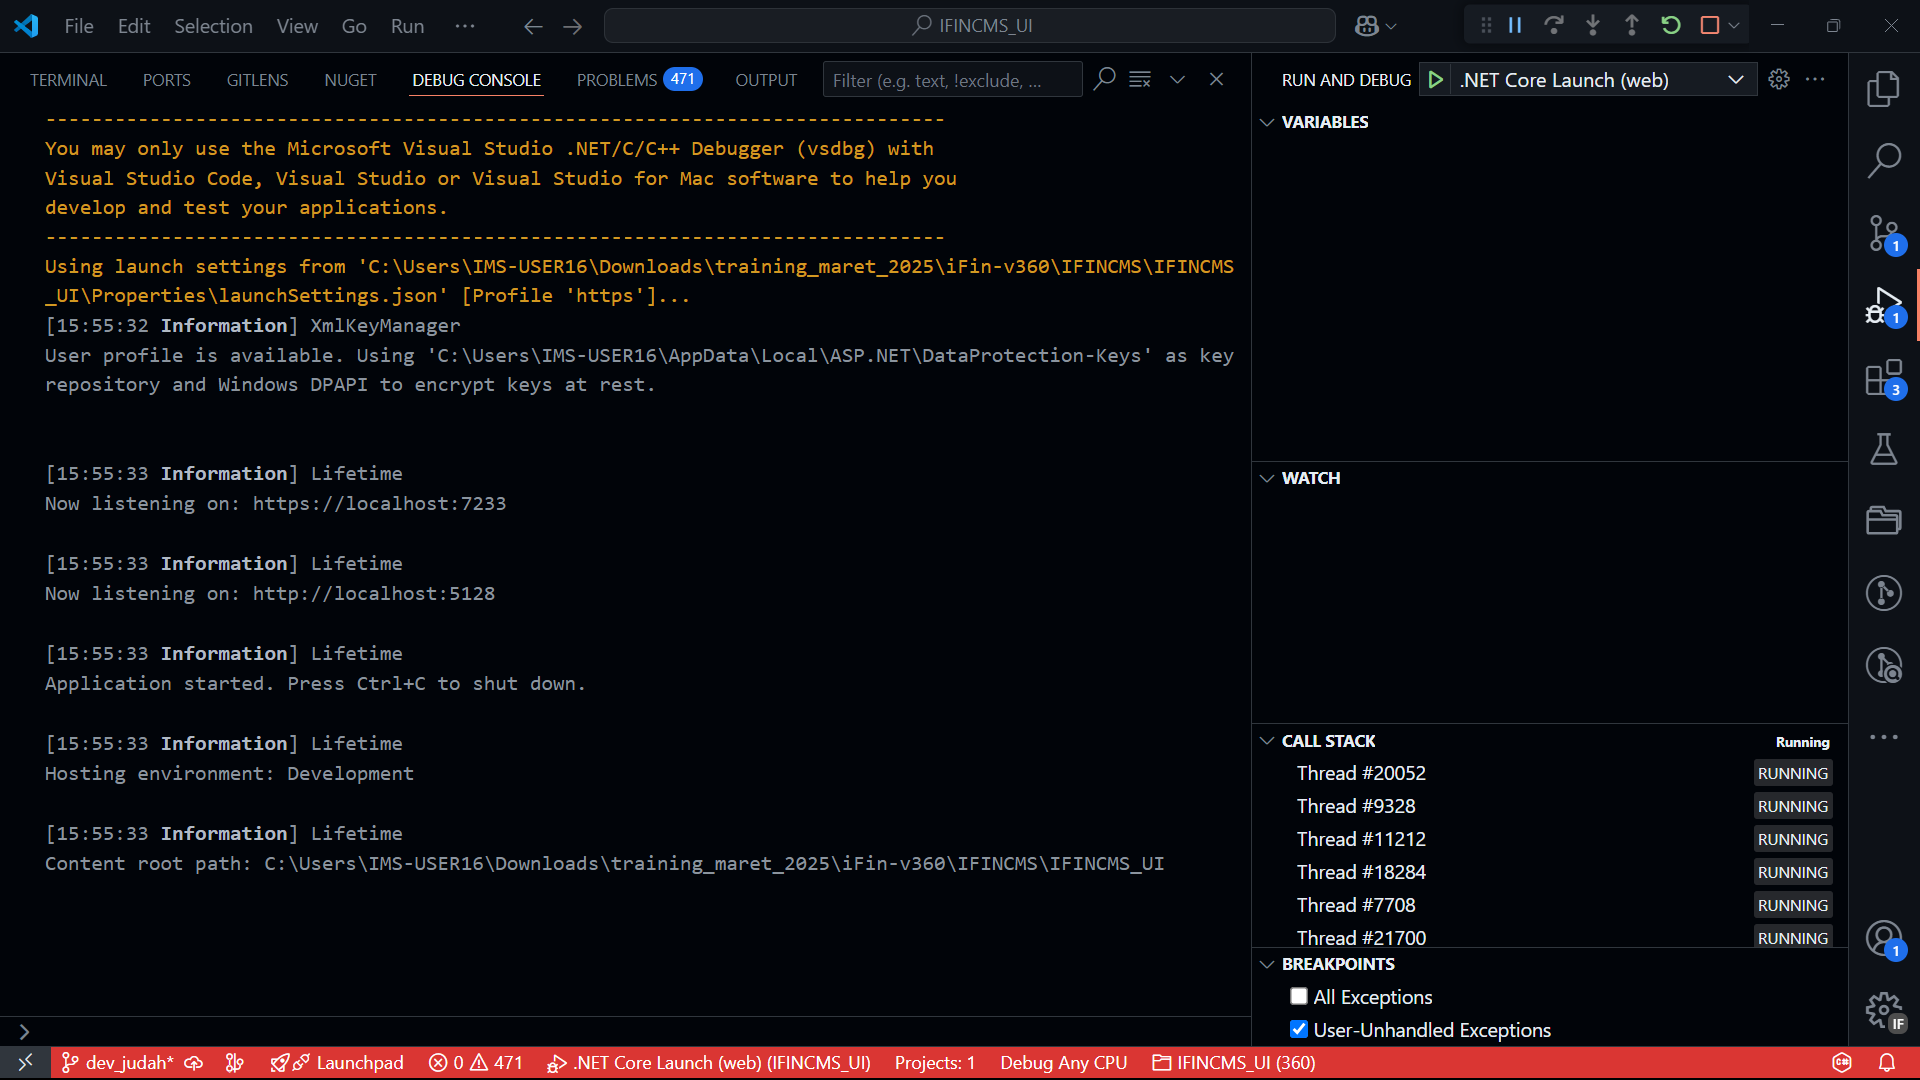 File Edit Selection View Go Run ··· IFINCMS_UI
TERMINAL PORTS GITLENS NUGET DEBUG CONSOLE PROBLEMS 471 OUTPUT Filter (e.g. text, !exclude, ...
------------------------------------------------------------------------------
You may only use the Microsoft Visual Studio .NET/C/C++ Debugger (vsdbg) with
Visual Studio Code, Visual Studio or Visual Studio for Mac software to help you
develop and test your applications.
------------------------------------------------------------------------------
Using launch settings from 'C:\Users\IMS-USER16\Downloads\training_maret_2025\iFin-v360\IFINCMS\IFINCMS
_UI\Properties\launchSettings.json' [Profile 'https']...
[15:55:32 Information] XmlKeyManager
User profile is available. Using 'C:\Users\IMS-USER16\AppData\Local\ASP.NET\DataProtection-Keys' as key
repository and Windows DPAPI to encrypt keys at rest.
[15:55:33 Information] Lifetime
Now listening on: https://localhost:7233
[15:55:33 Information] Lifetime
Now listening on: http://localhost:5128
[15:55:33 Information] Lifetime
Application started. Press Ctrl+C to shut down.
[15:55:33 Information] Lifetime
Hosting environment: Development
[15:55:33 Information] Lifetime
Content root path: C:\Users\IMS-USER16\Downloads\training_maret_2025\iFin-v360\IFINCMS\IFINCMS_UI
RUN AND DEBUG .NET Core Launch (web)
VARIABLES
WATCH
CALL STACK Running
Thread #20052 RUNNING
Thread #9328 RUNNING
Thread #11212 RUNNING
Thread #18284 RUNNING
Thread #7708 RUNNING
Thread #21700 RUNNING
BREAKPOINTS
All Exceptions
User-Unhandled Exceptions
1
1
3
1
IF
dev_judah* Launchpad 0 471 .NET Core Launch (web) (IFINCMS_UI) Projects: 1 Debug Any CPU IFINCMS_UI (360)